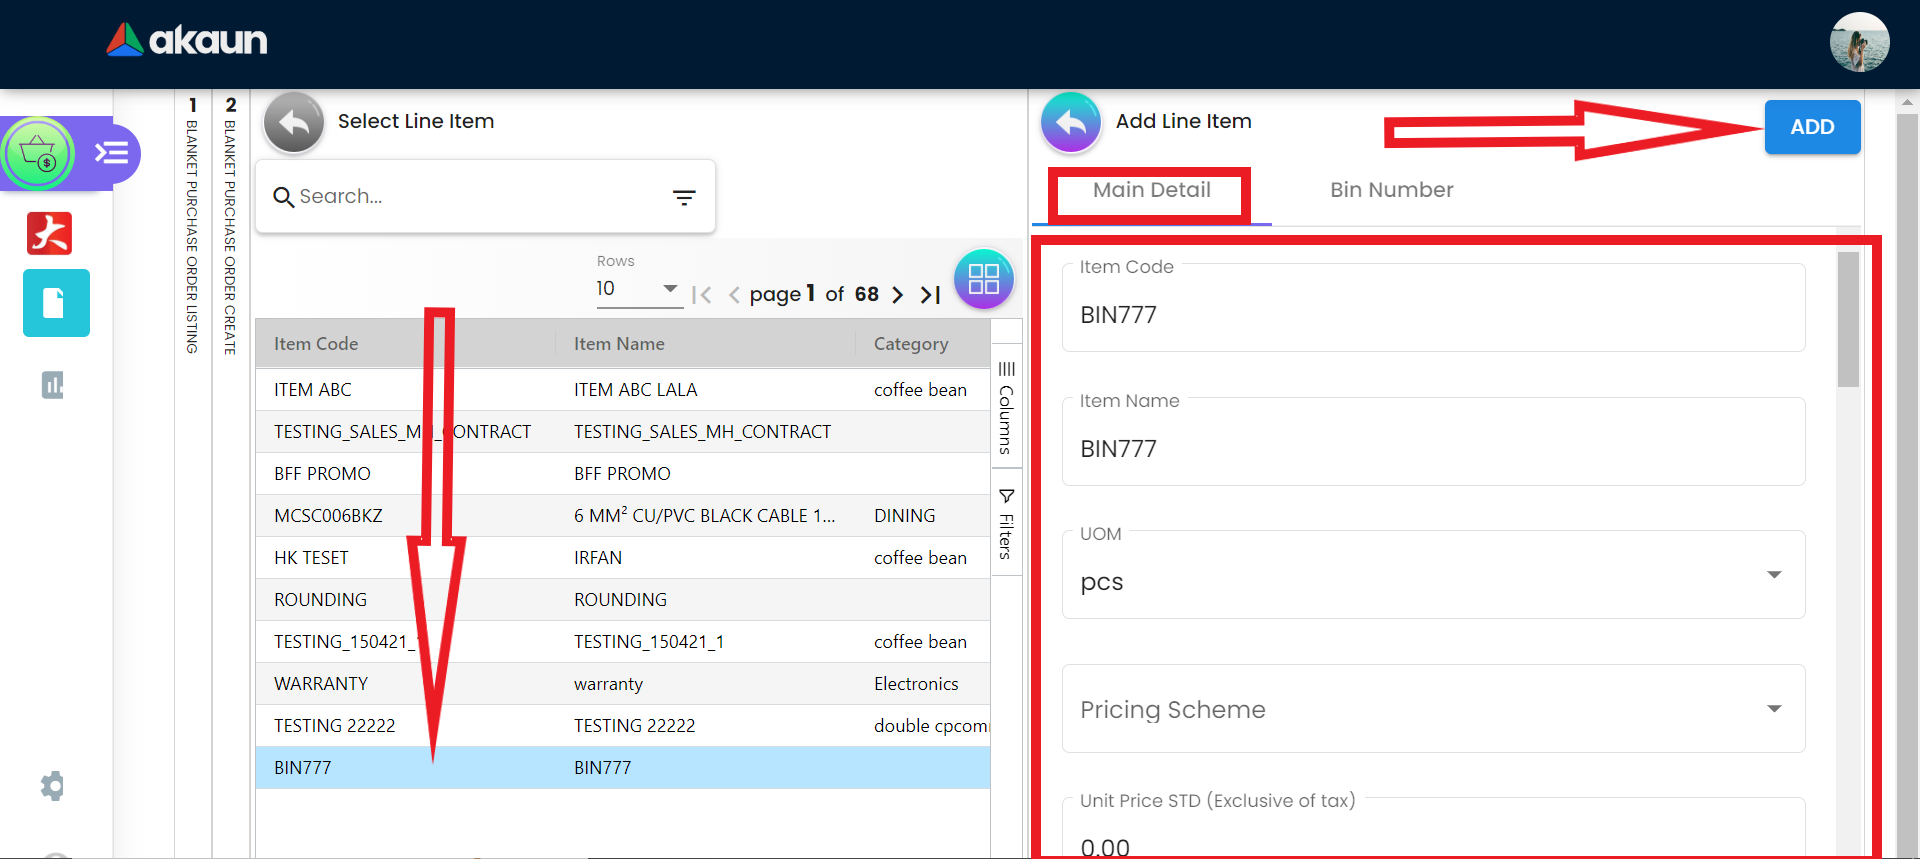 akaun
1 BLANKET PURCHASE ORDER LISTING
2 BLANKET PURCHASE ORDER CREATE
Select Line Item
Search...
Rows
10
page 1 of 68
Item Code Item Name Category
ITEM ABC ITEM ABC LALA coffee bean
TESTING_SALES_MH_CONTRACT TESTING_SALES_MH_CONTRACT
BFF PROMO BFF PROMO
MCSC006BKZ 6 MM² CU/PVC BLACK CABLE 1... DINING
HK TESET IRFAN coffee bean
ROUNDING ROUNDING
TESTING_150421_1 TESTING_150421_1 coffee bean
WARRANTY warranty Electronics
TESTING 22222 TESTING 22222 double cpcom
BIN777 BIN777
Columns
Filters
Add Line Item
ADD
Main Detail Bin Number
Item Code
BIN777
Item Name
BIN777
UOM
pcs
Pricing Scheme
Unit Price STD (Exclusive of tax)
0.00
大